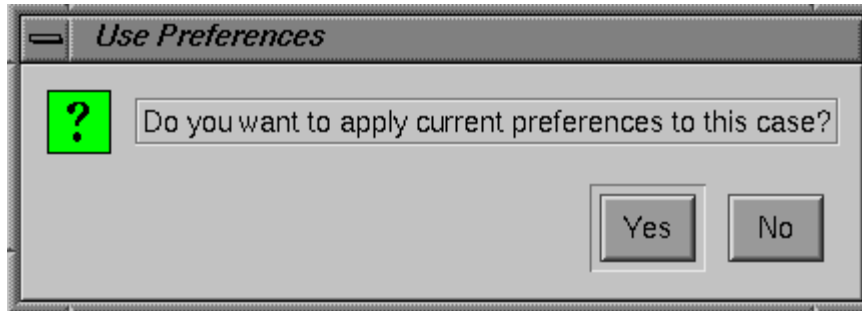 Use Preferences
?
Do you want to apply current preferences to this case?
Yes
No